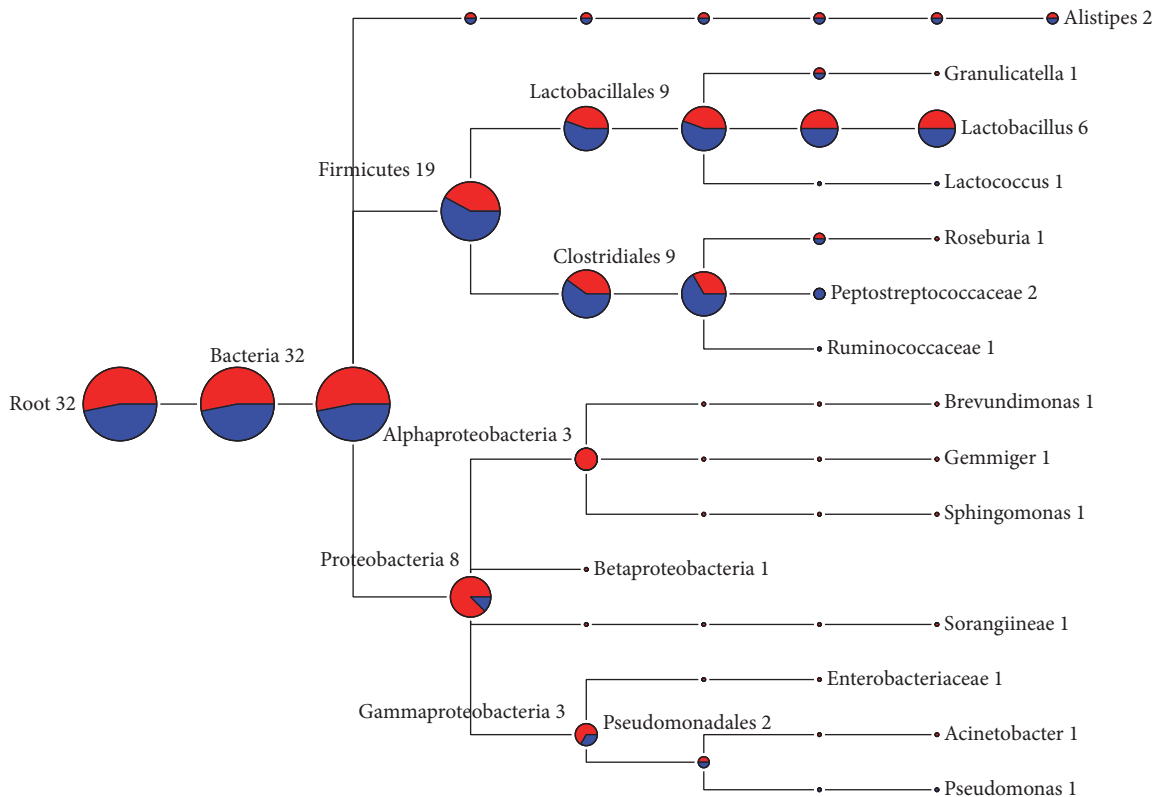 Alistipes 2
Granulicatella 1
Lactobacillales 9
Lactobacillus 6
Firmicutes 19
Lactococcus 1
Roseburia 1
Clostridiales 9
Peptostreptococcaceae 2
Ruminococcaceae 1
Bacteria 32
Root 32
Brevundimonas 1
Alphaproteobacteria 3
Gemmiger 1
Sphingomonas 1
Proteobacteria 8
Betaproteobacteria 1
Sorangiineae 1
Enterobacteriaceae 1
Gammaproteobacteria 3
Pseudomonadales 2
Acinetobacter 1
Pseudomonas 1